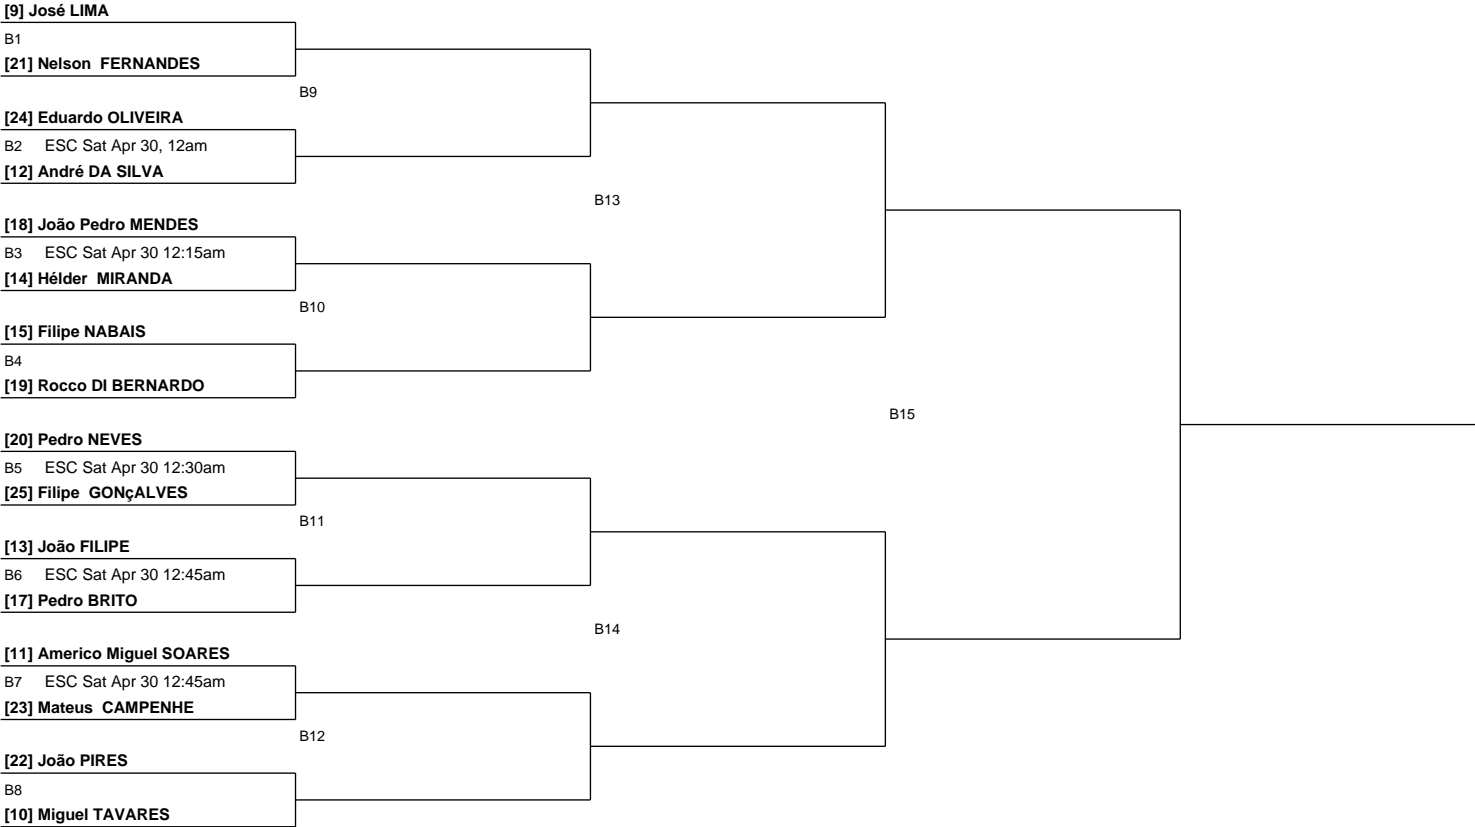 [9] José LIMA
B1
[21] Nelson  FERNANDES
B9
[24] Eduardo OLIVEIRA
B2 ESC Sat Apr 30, 12am
[12] André DA SILVA
B13
[18] João Pedro MENDES
B3 ESC Sat Apr 30 12:15am
[14] Hélder  MIRANDA
B10
[15] Filipe NABAIS
B4
[19] Rocco DI BERNARDO
B15
[20] Pedro NEVES
B5 ESC Sat Apr 30 12:30am
[25] Filipe  GONçALVES
B11
[13] João FILIPE
B6 ESC Sat Apr 30 12:45am
[17] Pedro BRITO
B14
[11] Americo Miguel SOARES
B7 ESC Sat Apr 30 12:45am
[23] Mateus  CAMPENHE
B12
[22] João PIRES
B8
[10] Miguel TAVARES